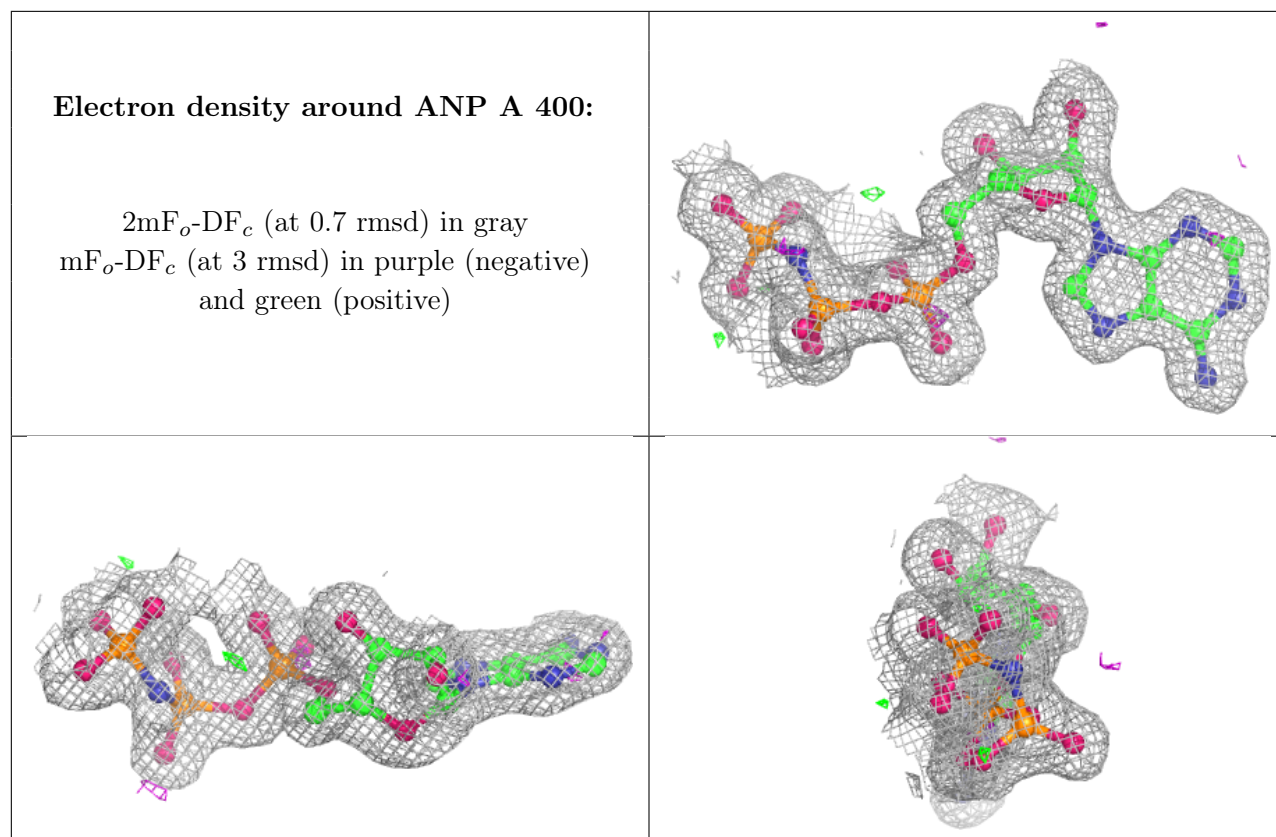 Electron density around ANP A 400:
2mFₒ-DF𝒸 (at 0.7 rmsd) in gray
mFₒ-DF𝒸 (at 3 rmsd) in purple (negative)
and green (positive)